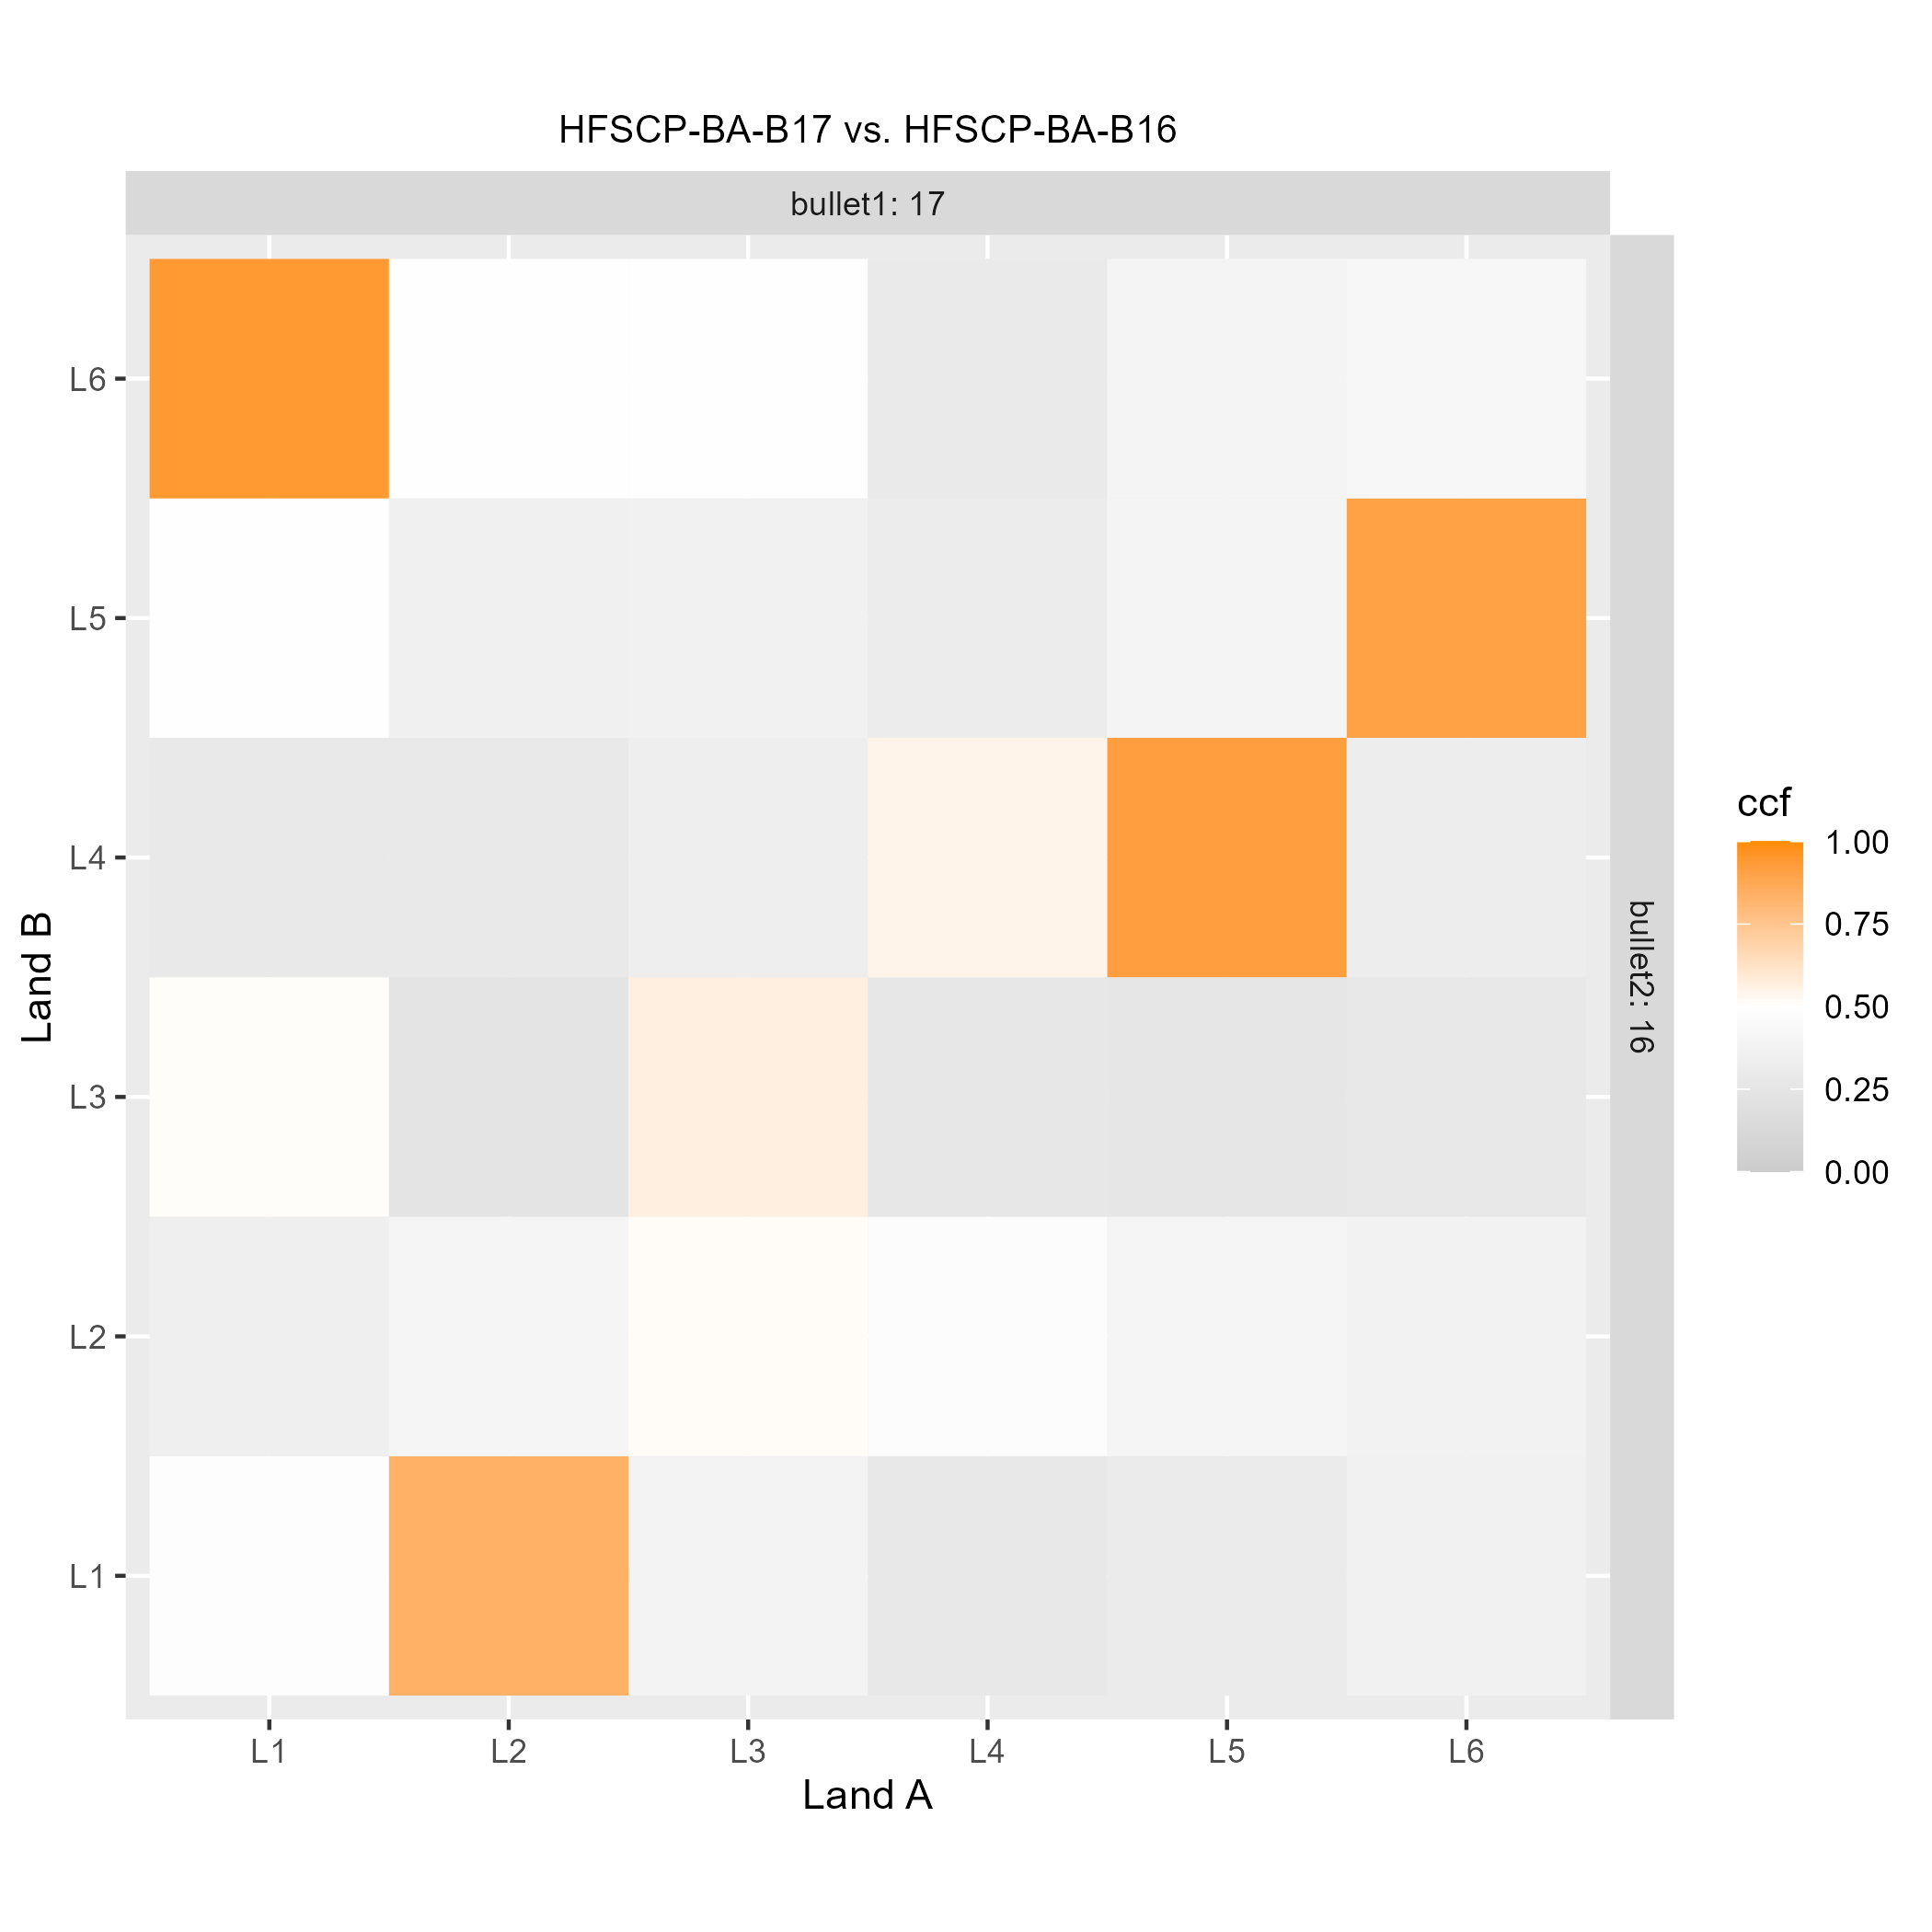 HFSCP-BA-B17 vs. HFSCP-BA-B16
bullet1: 17
L6
L5
L4
L3
L2
L1
Land B
bullet2: 16
L1 L2 L3 L4 L5 L6
Land A
ccf
1.00
0.75
0.50
0.25
0.00